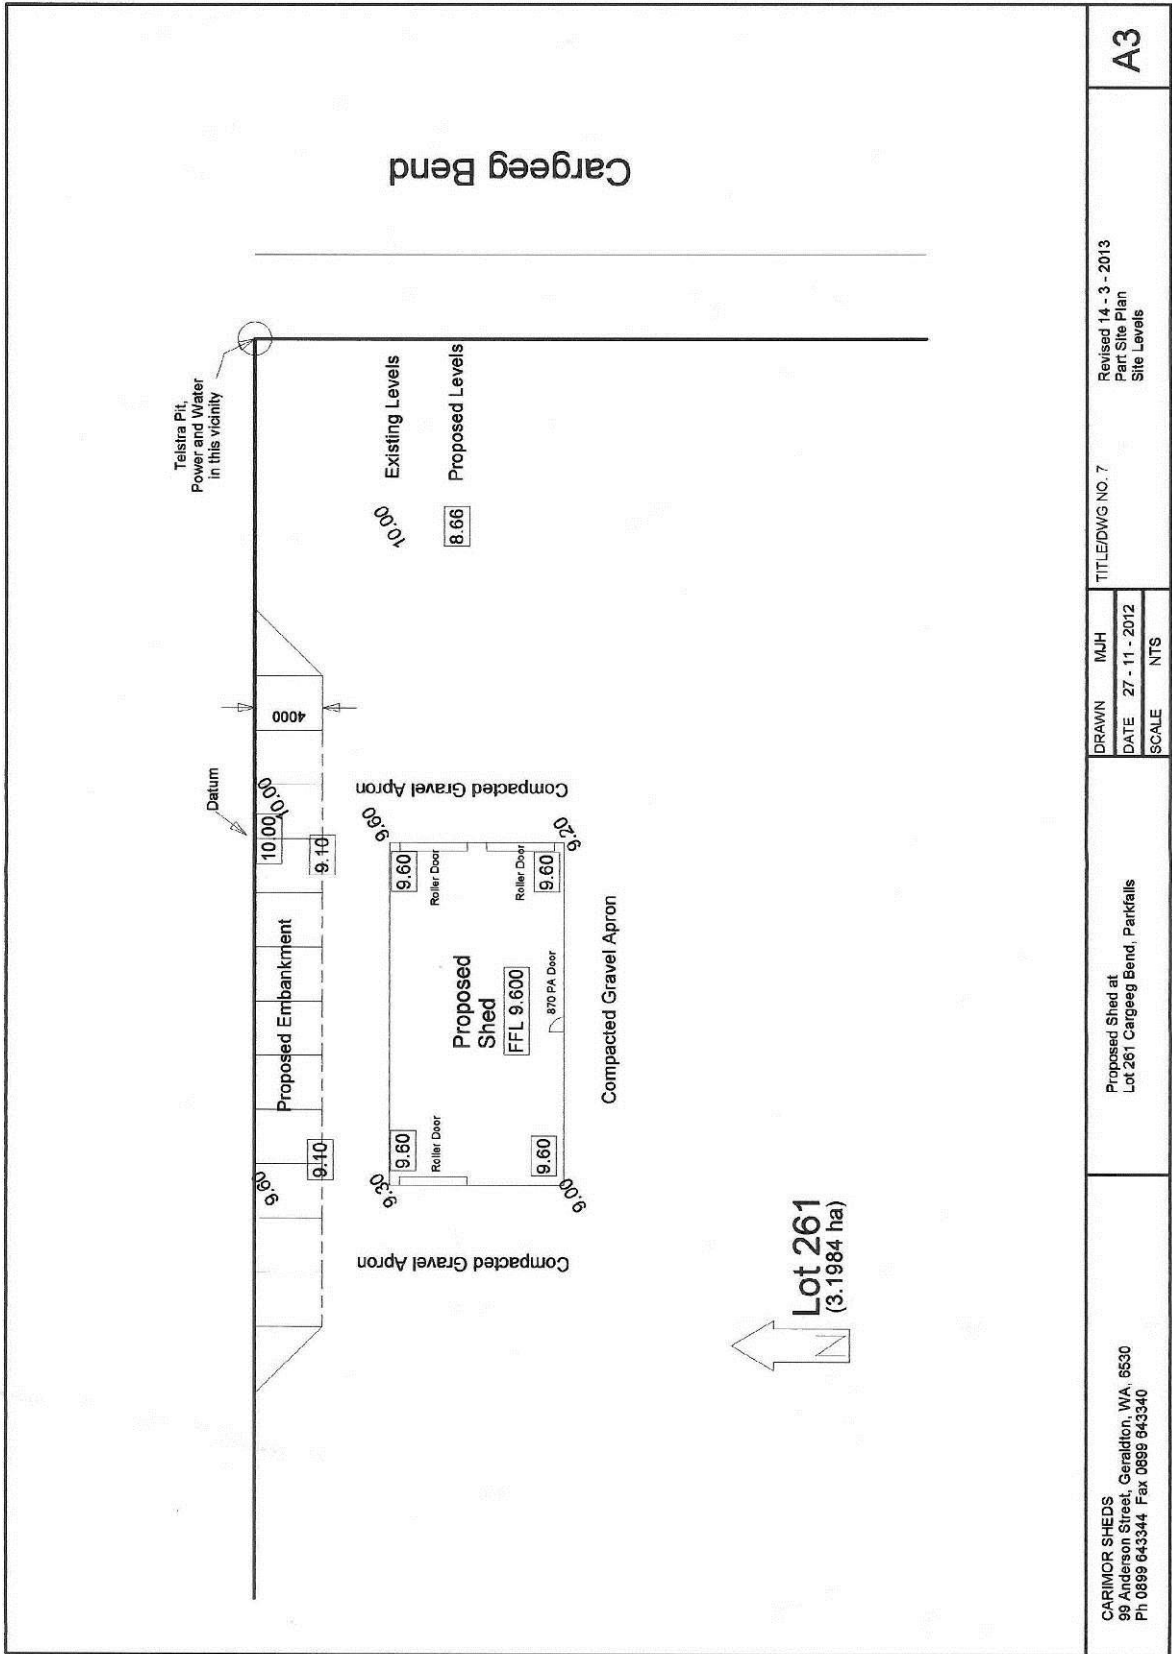 Cargeeg Bend
Telstra Pit,
Power and Water
in this vicinity
10.00 Existing Levels
8.66 Proposed Levels
Datum
4000
10.00
10.00
9.10
Proposed Embankment
9.60
9.10
Compacted Gravel Apron
9.60
9.60
Roller Door
9.20
9.60
Roller Door
Proposed
Shed
FFL 9.600
870 PA Door
9.30
9.60
Roller Door
9.00
9.60
Compacted Gravel Apron
Compacted Gravel Apron
N
Lot 261
(3.1984 ha)
CARIMOR SHEDS
99 Anderson Street, Geraldton, WA, 6530
Ph 0899 643344 Fax 0899 643340
Proposed Shed at
Lot 261 Cargeeg Bend, Parkfalls
DRAWN MJH
DATE 27 - 11 - 2012
SCALE NTS
TITLE/DWG NO. 7
Revised 14 - 3 - 2013
Part Site Plan
Site Levels
A3